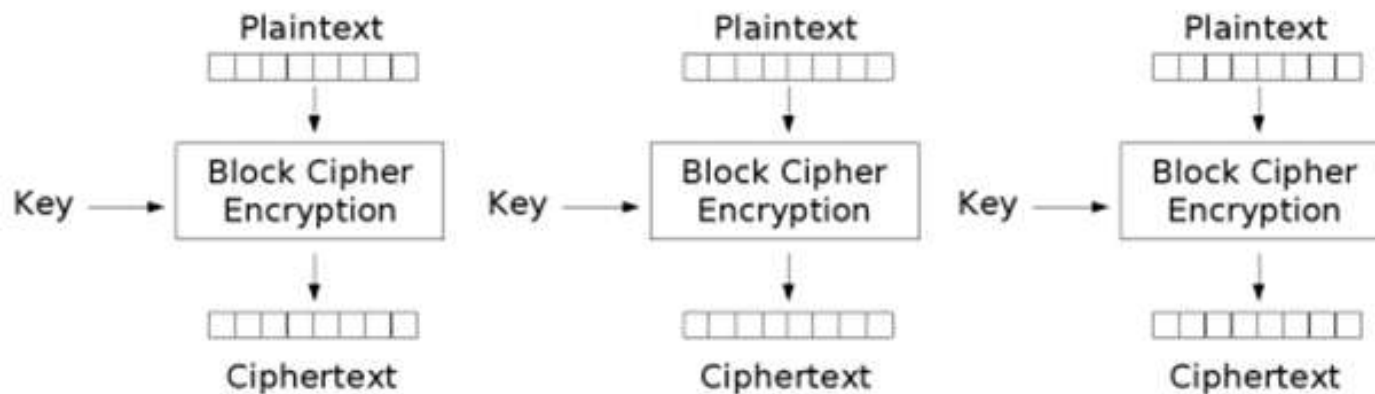 Plaintext
Plaintext
Plaintext
Block Cipher
Encryption
Block Cipher
Encryption
Block Cipher
Encryption
Key
Key
Key
Ciphertext
Ciphertext
Ciphertext